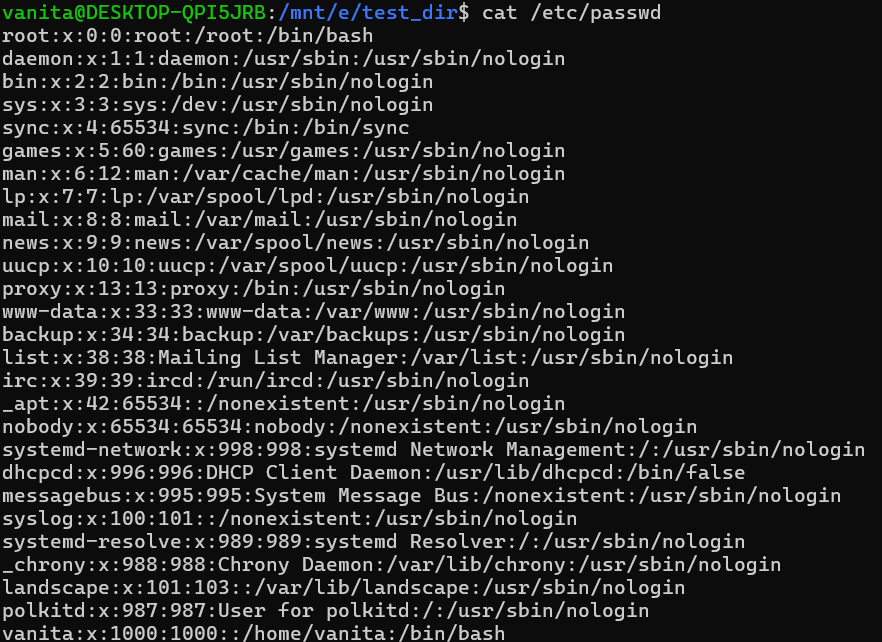 vanita@DESKTOP-QPI5JRB:/mnt/e/test_dir$ cat /etc/passwd
root:x:0:0:root:/root:/bin/bash
daemon:x:1:1:daemon:/usr/sbin:/usr/sbin/nologin
bin:x:2:2:bin:/bin:/usr/sbin/nologin
sys:x:3:3:sys:/dev:/usr/sbin/nologin
sync:x:4:65534:sync:/bin:/bin/sync
games:x:5:60:games:/usr/games:/usr/sbin/nologin
man:x:6:12:man:/var/cache/man:/usr/sbin/nologin
lp:x:7:7:lp:/var/spool/lpd:/usr/sbin/nologin
mail:x:8:8:mail:/var/mail:/usr/sbin/nologin
news:x:9:9:news:/var/spool/news:/usr/sbin/nologin
uucp:x:10:10:uucp:/var/spool/uucp:/usr/sbin/nologin
proxy:x:13:13:proxy:/bin:/usr/sbin/nologin
www-data:x:33:33:www-data:/var/www:/usr/sbin/nologin
backup:x:34:34:backup:/var/backups:/usr/sbin/nologin
list:x:38:38:Mailing List Manager:/var/list:/usr/sbin/nologin
irc:x:39:39:ircd:/run/ircd:/usr/sbin/nologin
_apt:x:42:65534::/nonexistent:/usr/sbin/nologin
nobody:x:65534:65534:nobody:/nonexistent:/usr/sbin/nologin
systemd-network:x:998:998:systemd Network Management:/:/usr/sbin/nologin
dhcpcd:x:996:996:DHCP Client Daemon:/usr/lib/dhcpcd:/bin/false
messagebus:x:995:995:System Message Bus:/nonexistent:/usr/sbin/nologin
syslog:x:100:101::/nonexistent:/usr/sbin/nologin
systemd-resolve:x:989:989:systemd Resolver:/:/usr/sbin/nologin
_chrony:x:988:988:Chrony Daemon:/var/lib/chrony:/usr/sbin/nologin
landscape:x:101:103::/var/lib/landscape:/usr/sbin/nologin
polkitd:x:987:987:User for polkitd:/:/usr/sbin/nologin
vanita:x:1000:1000::/home/vanita:/bin/bash